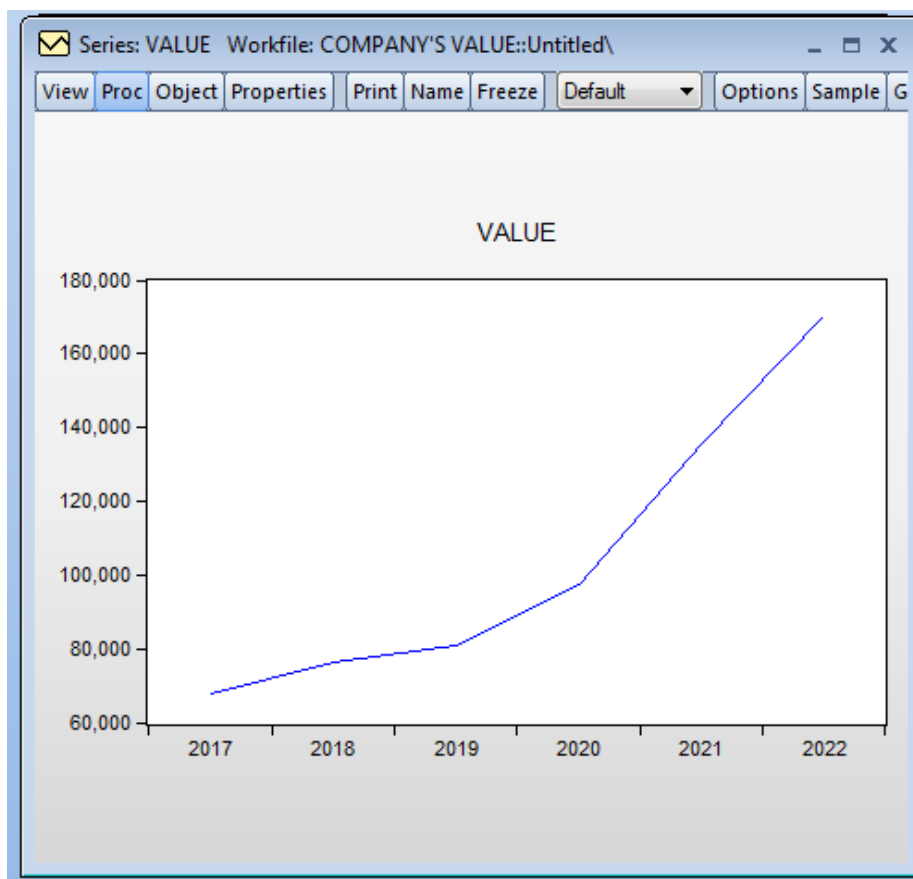 Series: VALUE Workfile: COMPANY'S VALUE::Untitled\
View Proc Object Properties Print Name Freeze Default Options Sample G
VALUE
180,000
160,000
140,000
120,000
100,000
80,000
60,000
2017 2018 2019 2020 2021 2022